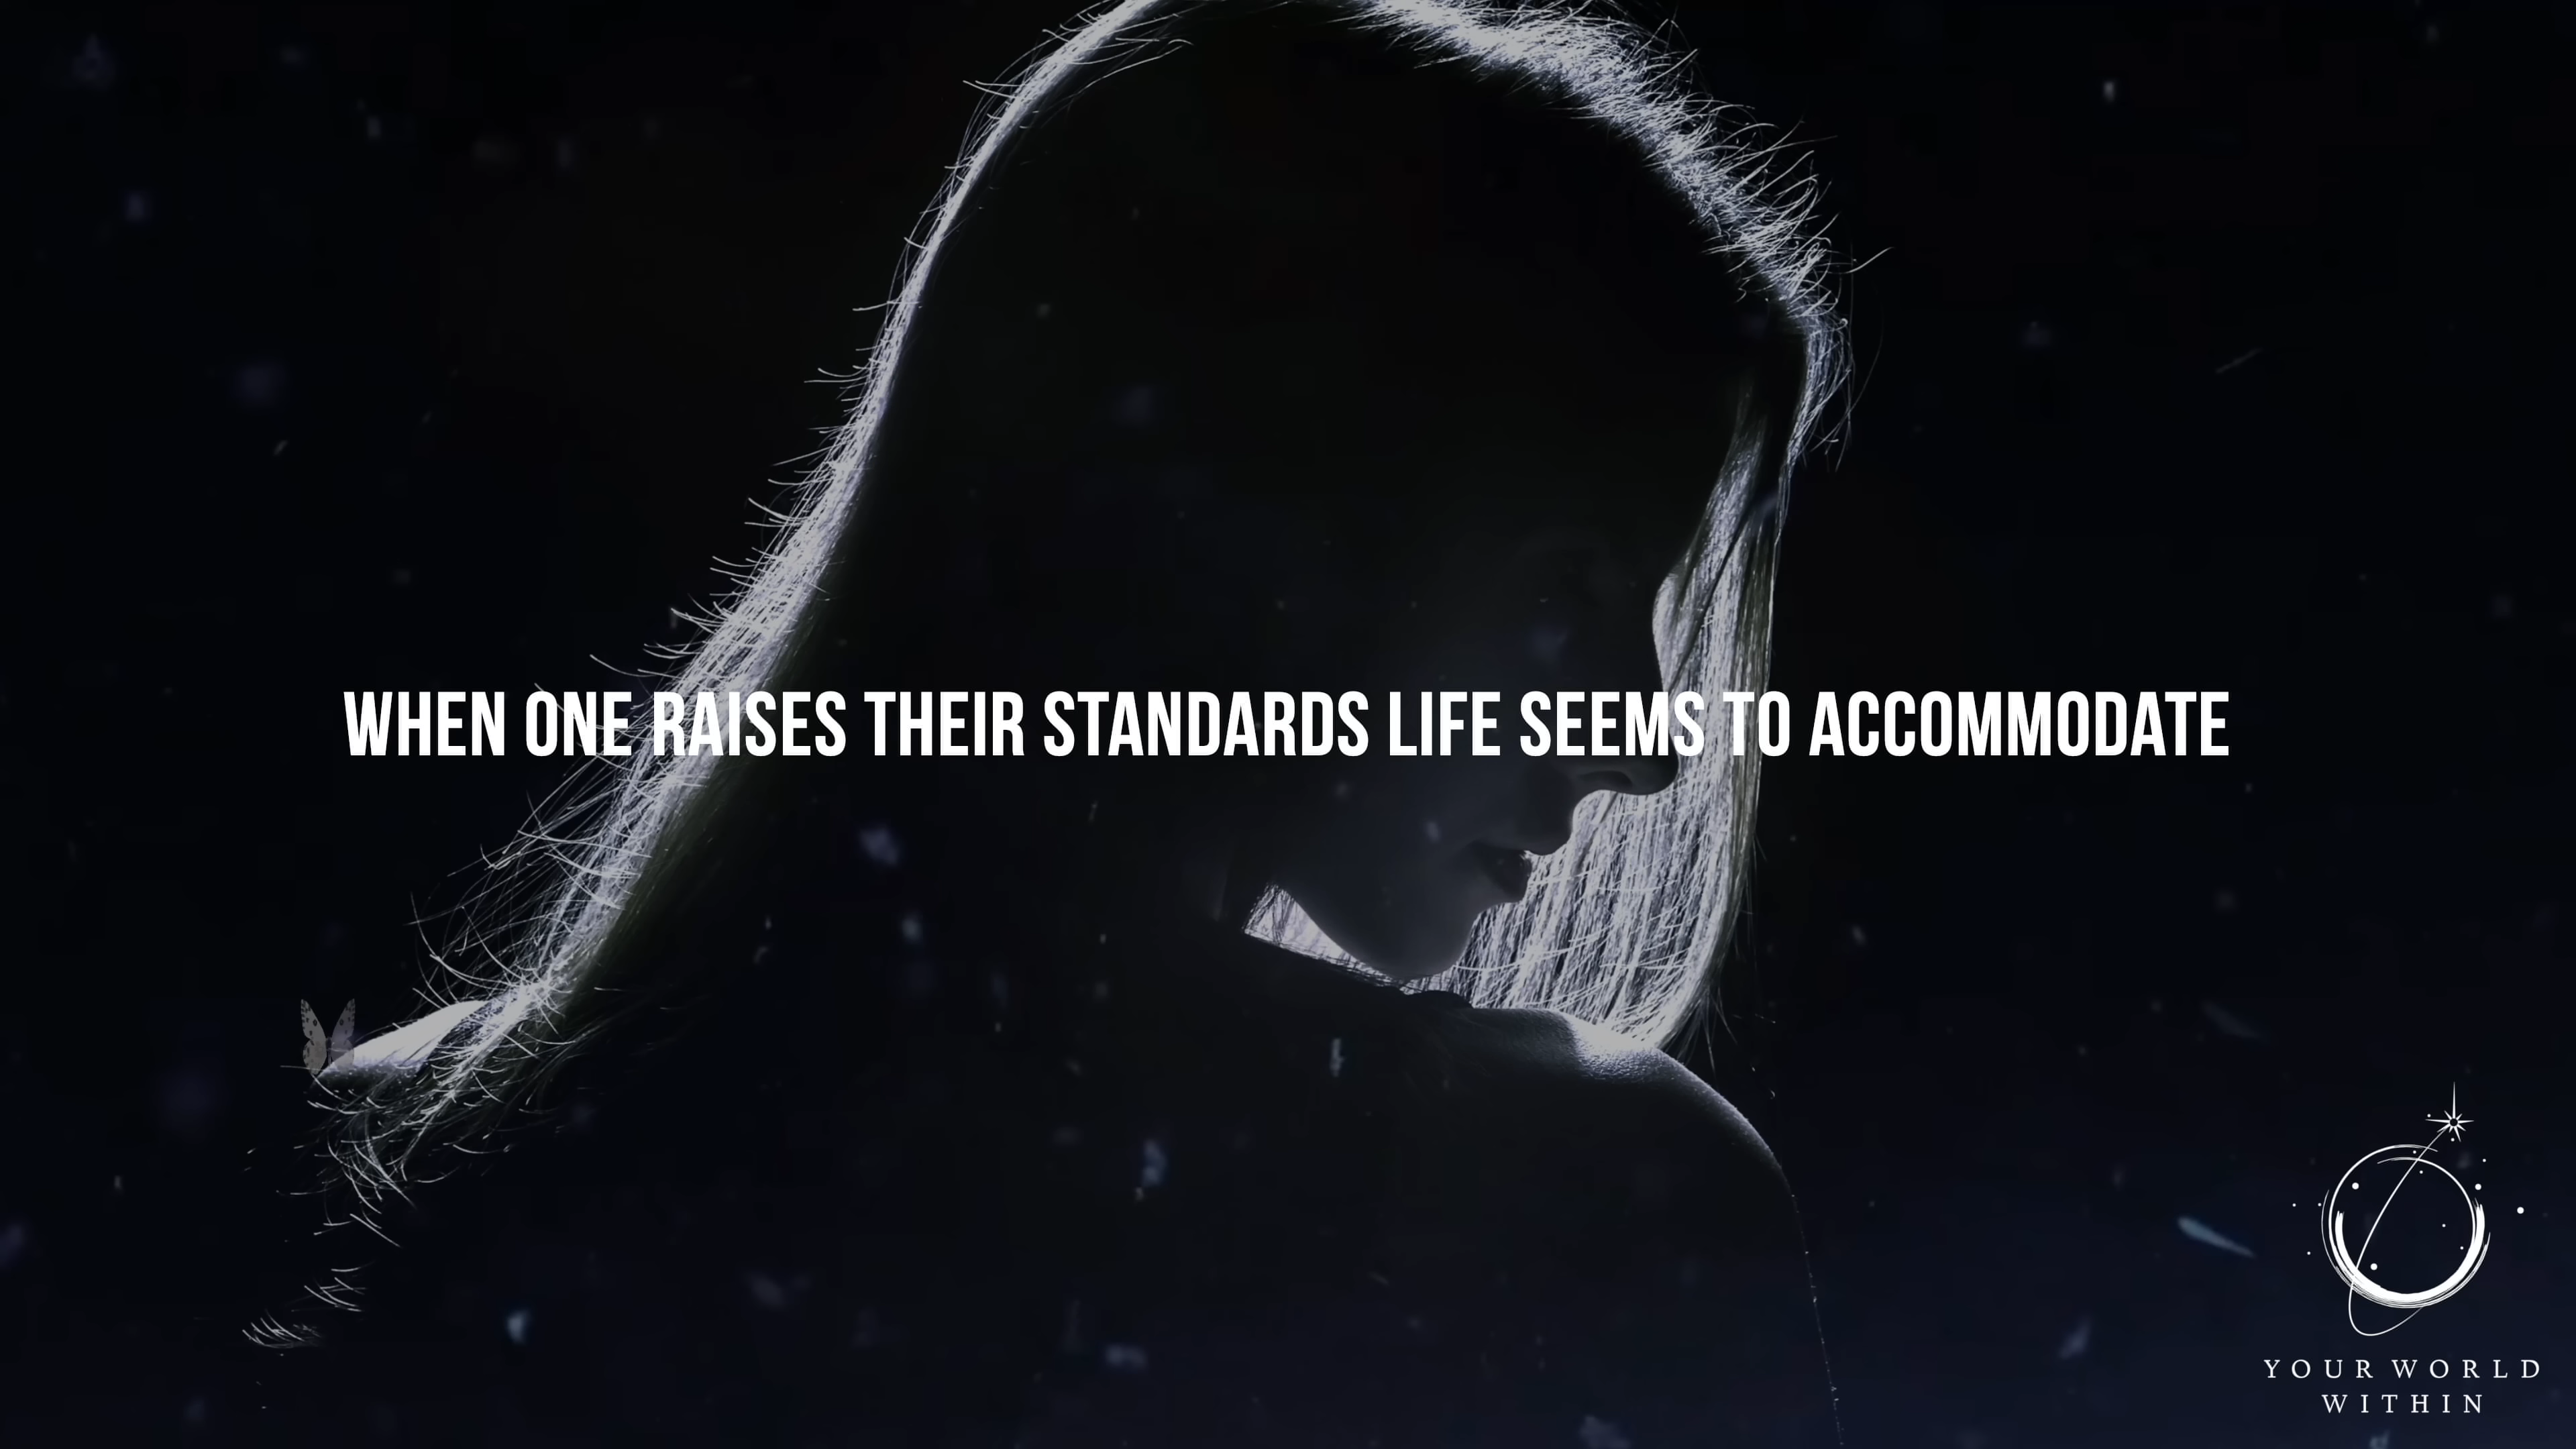 WHEN ONE RAISES THEIR STANDARDS LIFE SEEMS TO ACCOMMODATE
YOUR WORLD
WITHIN